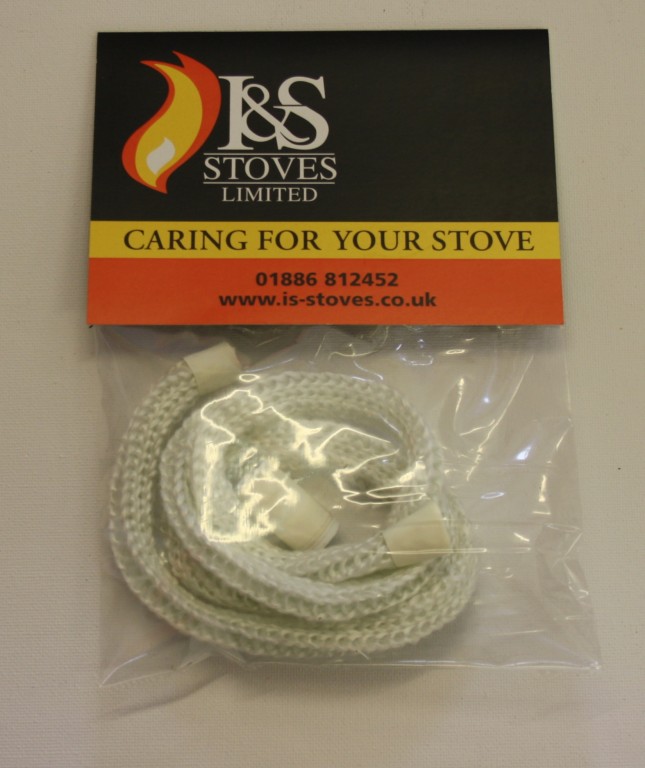 I&S
STOVES
LIMITED
CARING FOR YOUR STOVE
01886 812452
www.is-stoves.co.uk